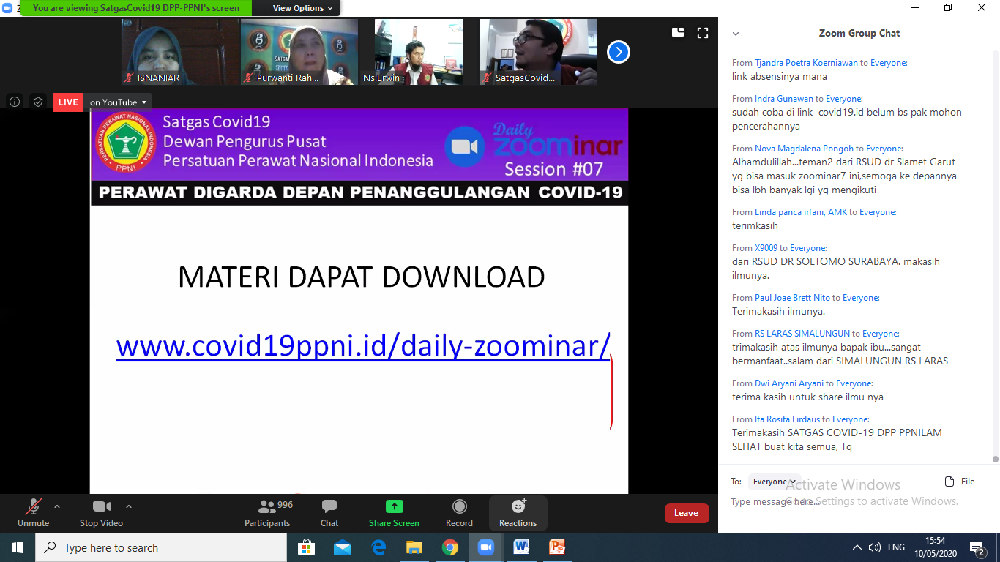 You are viewing SatgasCovid19 DPP-PPNI's screen
View Options
ISNANIAR
Purwanti Rah...
Ns.Erwin
SatgasCovid...
LIVE
on YouTube
PERSATUAN PERAWAT NASIONAL INDONESIA
PPNI
Satgas Covid19
Dewan Pengurus Pusat
Persatuan Perawat Nasional Indonesia
Daily
zoominar
Session #07
PERAWAT DIGARDA DEPAN PENANGGULANGAN COVID-19
MATERI DAPAT DOWNLOAD
www.covid19ppni.id/daily-zoominar/
Zoom Group Chat
From Tjandra Poetra Koerniawan to Everyone:
link absensinya mana
From Indra Gunawan to Everyone:
sudah coba di link covid19.id belum bs pak mohon
pencerahannya
From Nova Magdalena Pongoh to Everyone:
Alhamdulillah...teman2 dari RSUD dr Slamet Garut
yg bisa masuk zoominar7 ini,semoga ke depannya
bisa lbh banyak lgi yg mengikuti
From Linda panca irfani, AMK to Everyone:
terimkasih
From X9009 to Everyone:
dari RSUD DR SOETOMO SURABAYA. makasih
ilmunya.
From Paul Joae Brett Nito to Everyone:
Terimakasih ilmunya.
From RS LARAS SIMALUNGUN to Everyone:
trimakasih atas ilmunya bapak ibu...sangat
bermanfaat..salam dari SIMALUNGUN RS LARAS
From Dwi Aryani Aryani to Everyone:
terima kasih untuk share ilmu nya
From Ita Rosita Firdaus to Everyone:
Terimakasih SATGAS COVID-19 DPP PPNILAM
SEHAT buat kita semua, Tq
To: Everyone
File
Type message here...
Activate Windows
Go to Settings to activate Windows.
Unmute
Stop Video
996
Participants
Chat
Share Screen
Record
Reactions
Leave
Type here to search
ENG
15:54
10/05/2020
2